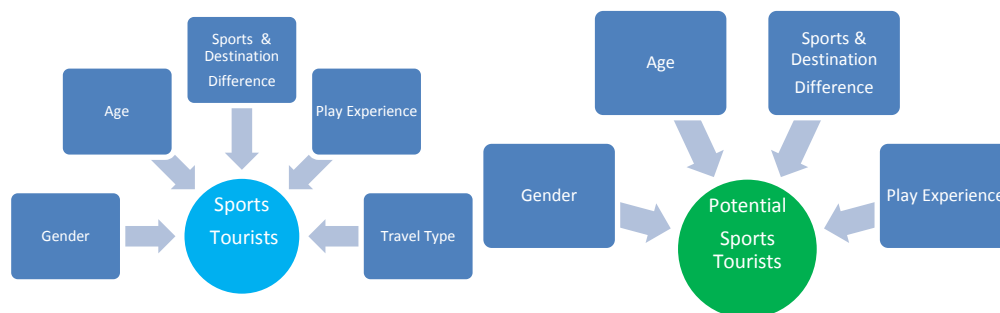 Sports &
Destination
Difference
Age
Play Experience
Gender
Sports
Tourists
Travel Type
Age
Sports &
Destination
Difference
Gender
Potential
Sports
Tourists
Play Experience